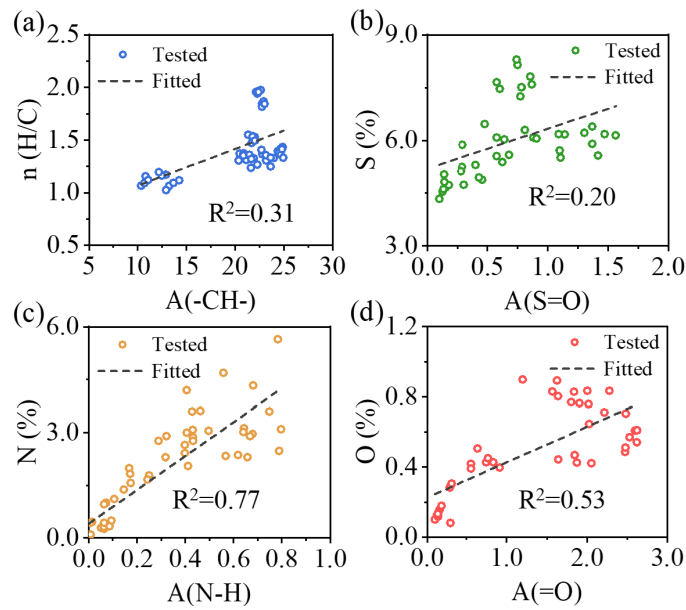 (a)
2.5
2.0
1.5
1.0
0.5
n (H/C)
Tested
Fitted
R²=0.31
5 10 15 20 25 30
A(-CH-)
(b)
9.0
6.0
3.0
S (%)
Tested
Fitted
R²=0.20
0.0 0.5 1.0 1.5 2.0
A(S=O)
(c)
6.0
3.0
0.0
N (%)
Tested
Fitted
R²=0.77
0.0 0.2 0.4 0.6 0.8 1.0
A(N-H)
(d)
1.2
0.8
0.4
0.0
O (%)
Tested
Fitted
R²=0.53
0.0 1.0 2.0 3.0
A(=O)